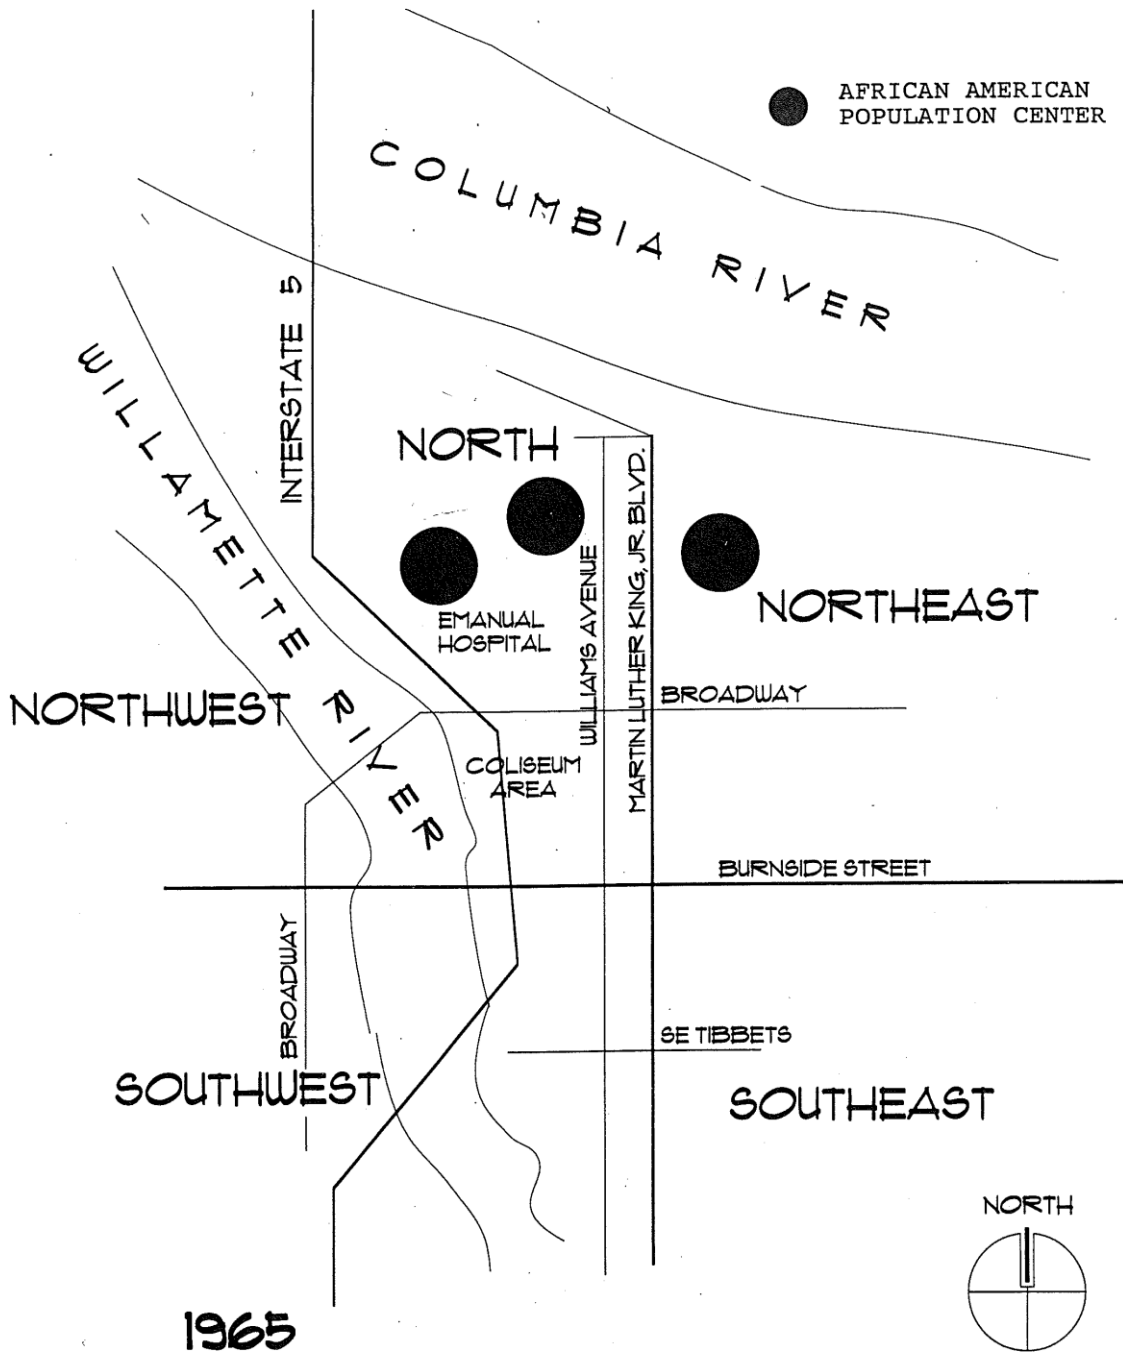 AFRICAN AMERICAN
POPULATION CENTER
COLUMBIA RIVER
INTERSTATE 5
WILLAMETTE RIVER
NORTH
WILLIAMS AVENUE
MARTIN LUTHER KING, JR. BLVD.
NORTHEAST
EMANUAL
HOSPITAL
NORTHWEST
BROADWAY
COLISEUM
AREA
BURNSIDE STREET
BROADWAY
SE TIBBETS
SOUTHWEST
SOUTHEAST
NORTH
1965